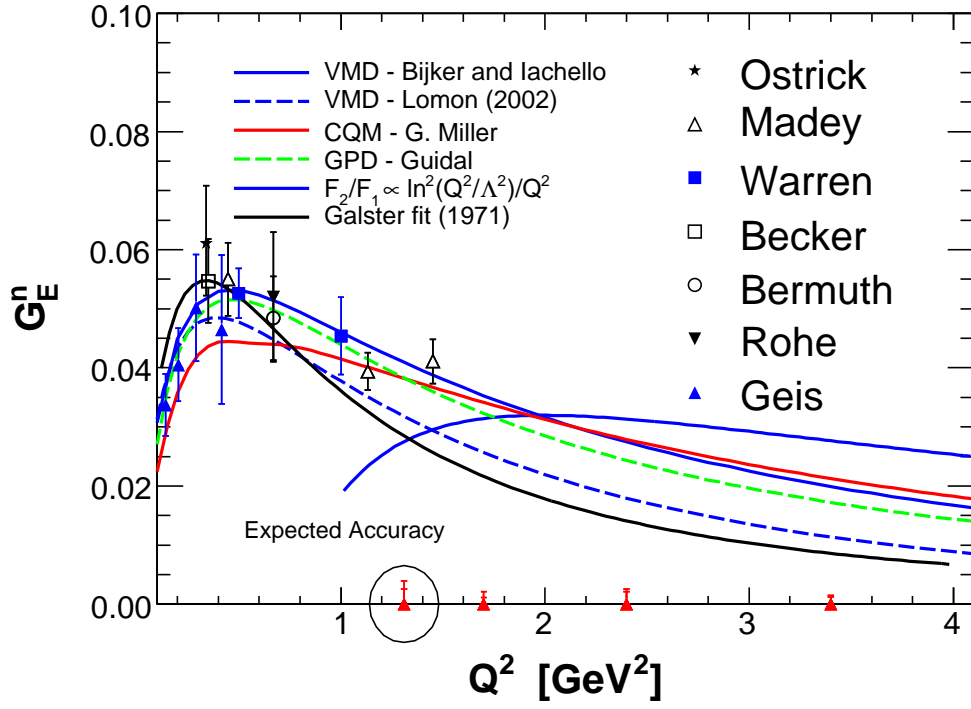 0.10
0.08
0.06
0.04
0.02
0.00
G_E^n
VMD - Bijker and Iachello
VMD - Lomon (2002)
CQM - G. Miller
GPD - Guidal
F₂/F₁ ∝ ln²(Q²/Λ²)/Q²
Galster fit (1971)
Ostrick
Madey
Warren
Becker
Bermuth
Rohe
Geis
Expected Accuracy
1 2 3 4
Q² [GeV²]